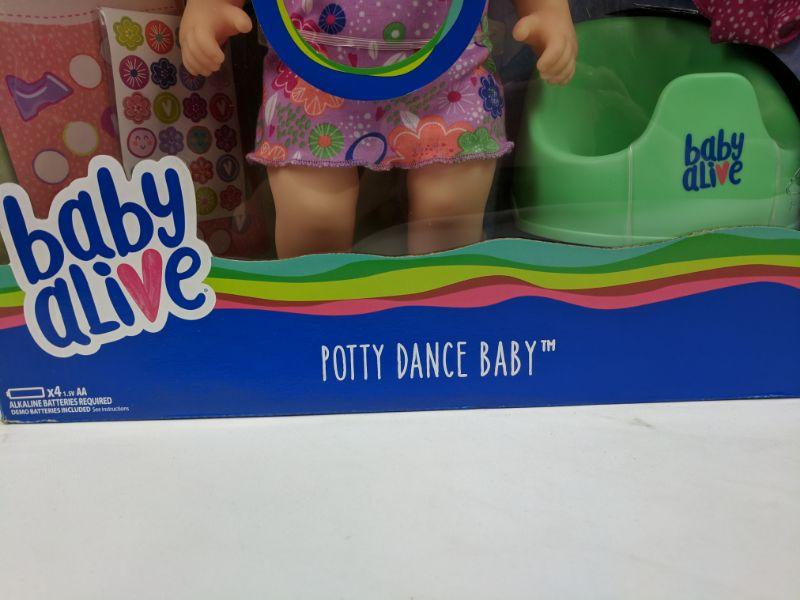 baby
alive
baby
alive
POTTY DANCE BABY™
x4 1.5V AA
ALKALINE BATTERIES REQUIRED
DEMO BATTERIES INCLUDED See instructions